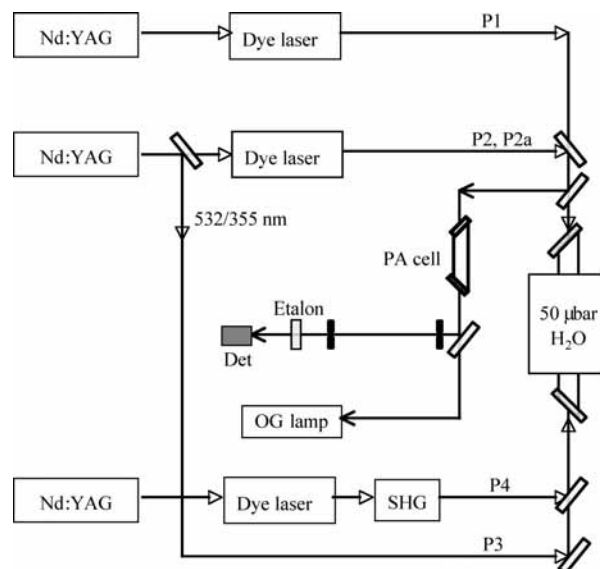 P1
Nd:YAG
Dye laser
P2, P2a
Nd:YAG
Dye laser
532/355 nm
PA cell
Etalon
50 μbar
H₂O
Det
OG lamp
P4
Nd:YAG
Dye laser
SHG
P3